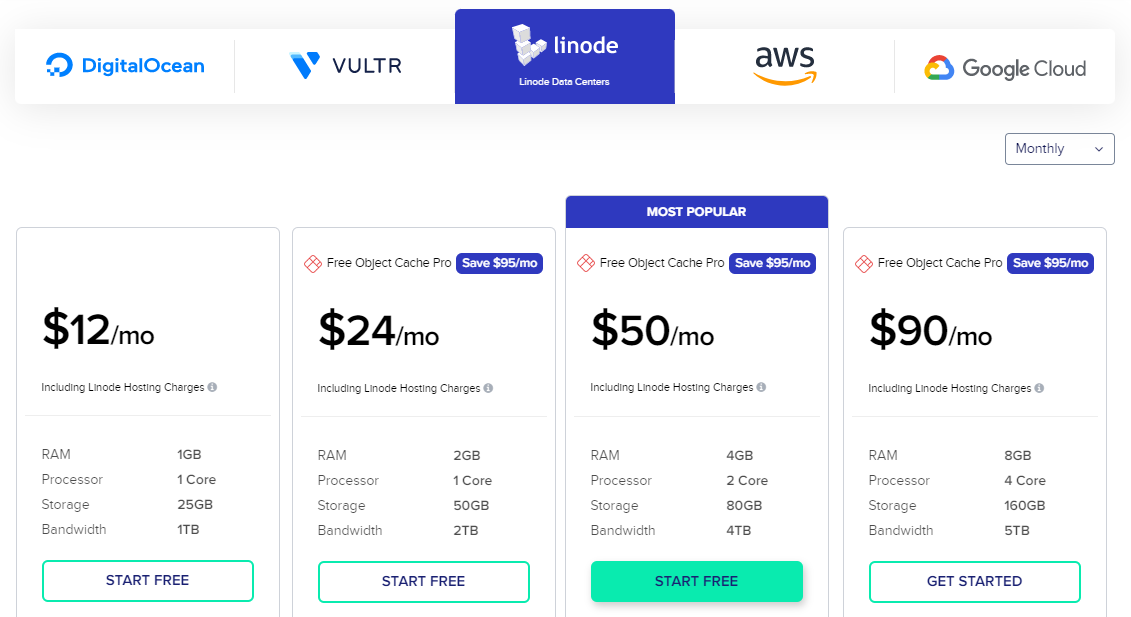 DigitalOcean
VULTR
linode
Linode Data Centers
aws
Google Cloud
Monthly
MOST POPULAR
$12/mo
Including Linode Hosting Charges
RAM 1GB
Processor 1 Core
Storage 25GB
Bandwidth 1TB
START FREE
Free Object Cache Pro Save $95/mo
$24/mo
Including Linode Hosting Charges
RAM 2GB
Processor 1 Core
Storage 50GB
Bandwidth 2TB
START FREE
Free Object Cache Pro Save $95/mo
$50/mo
Including Linode Hosting Charges
RAM 4GB
Processor 2 Core
Storage 80GB
Bandwidth 4TB
START FREE
Free Object Cache Pro Save $95/mo
$90/mo
Including Linode Hosting Charges
RAM 8GB
Processor 4 Core
Storage 160GB
Bandwidth 5TB
GET STARTED